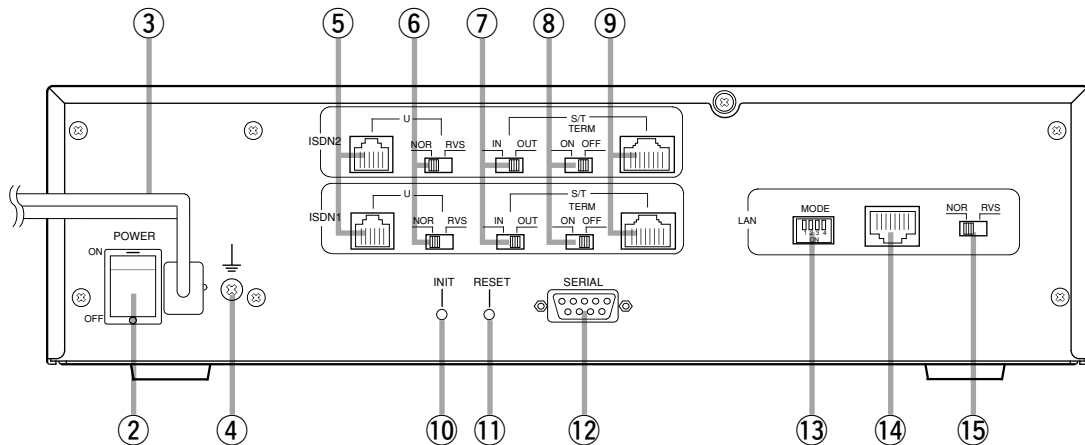 ③ ⑤ ⑥ ⑦ ⑧ ⑨
ISDN2 U NOR RVS S/T TERM IN OUT ON OFF
ISDN1 U NOR RVS S/T TERM IN OUT ON OFF
LAN MODE 1 2 3 4 ON NOR RVS
POWER
ON
OFF
INIT RESET SERIAL
② ④ ⑩ ⑪ ⑫ ⑬ ⑭ ⑮